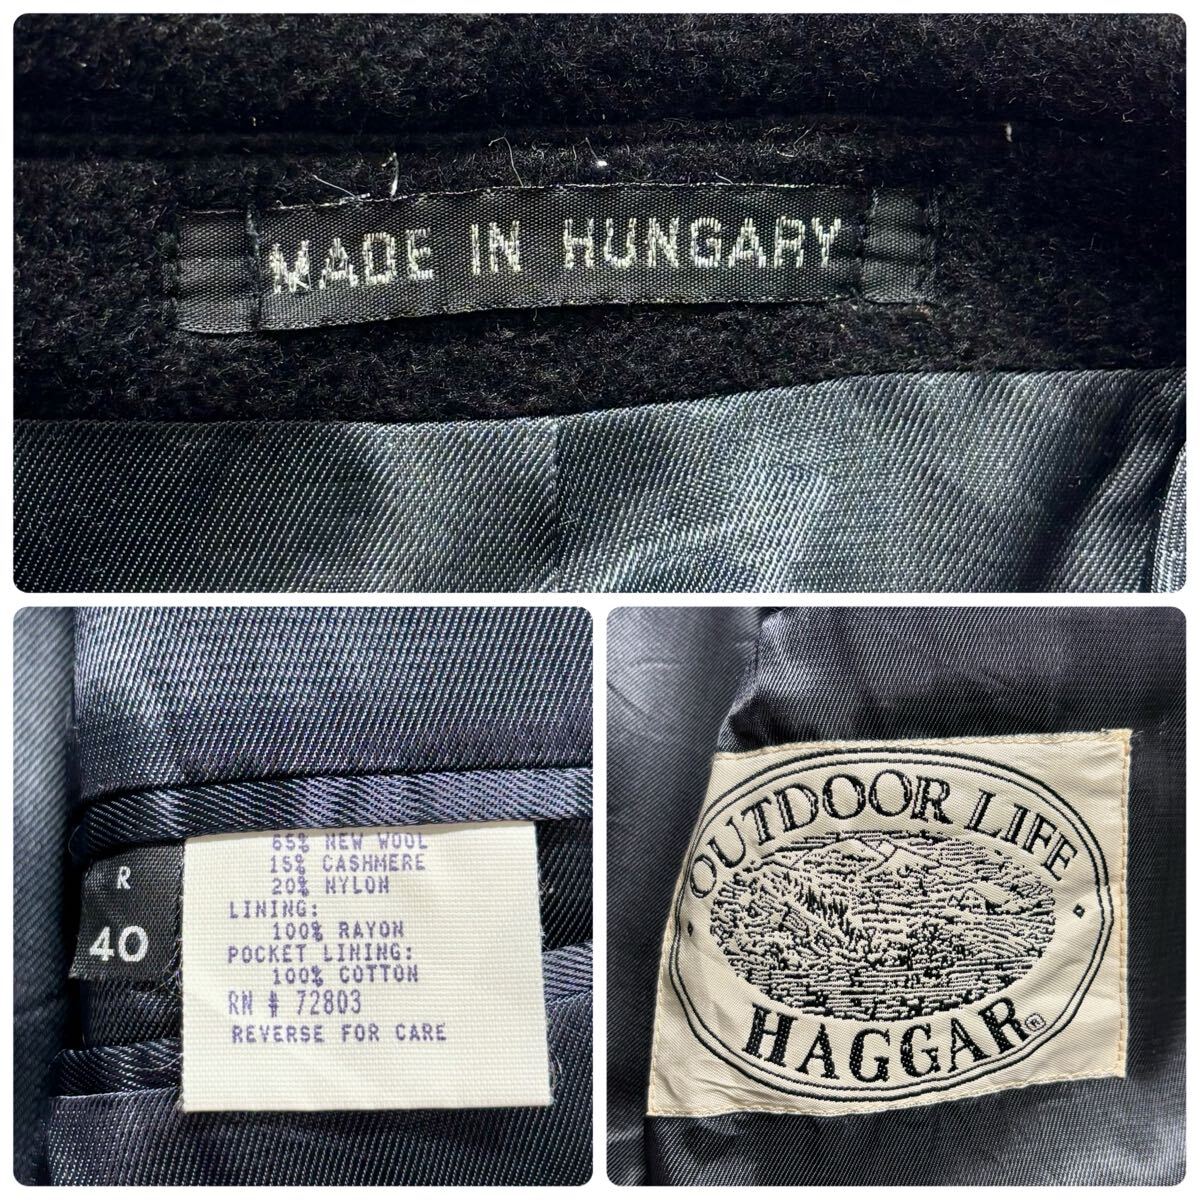 MADE IN HUNGARY
R
40
65% NEW WOOL
15% CASHMERE
20% NYLON
LINING:
100% RAYON
POCKET LINING:
100% COTTON
RN # 72803
REVERSE FOR CARE
OUTDOOR LIFE
HAGGAR®